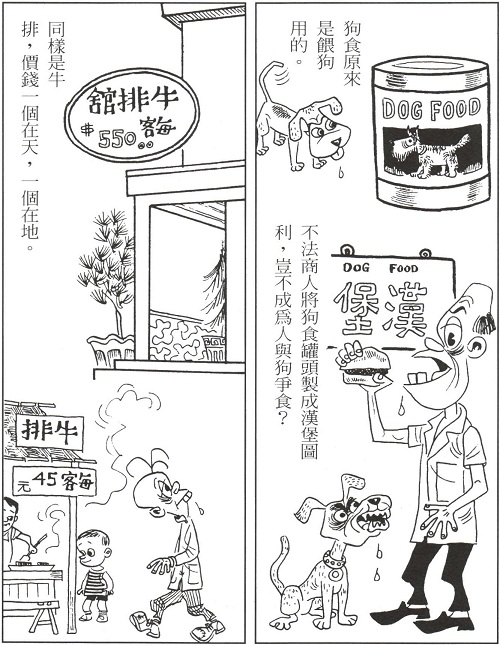 狗食原來
是餵狗
用的。
DOG FOOD
不法商人將狗食罐頭製成漢堡圖
利，豈不成爲人與狗爭食？
DOG FOOD
漢堡
同樣是牛
排，價錢一個在天，一個在地。
牛排館
每客
$550.00
牛排
每客45元